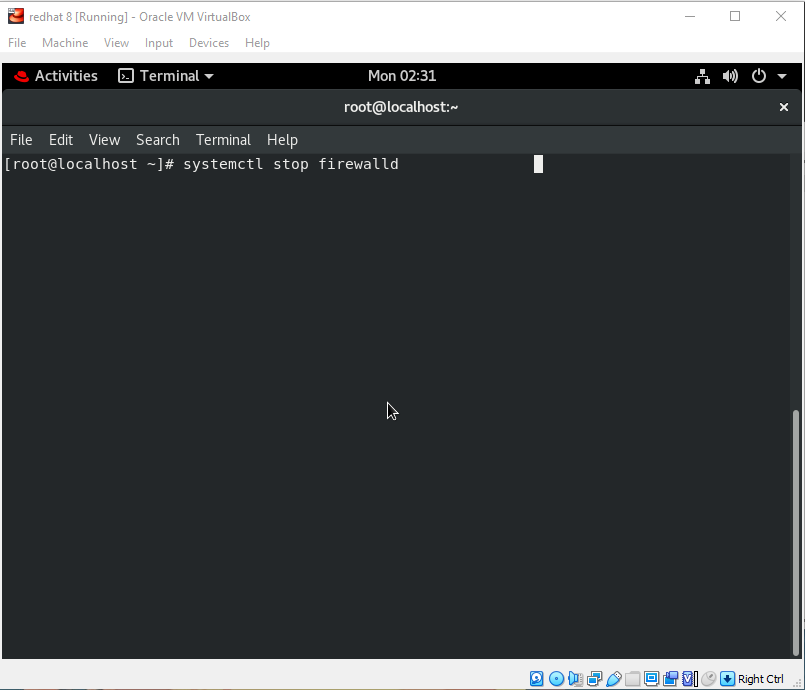 redhat 8 [Running] - Oracle VM VirtualBox
File Machine View Input Devices Help
Activities Terminal Mon 02:31
root@localhost:~
File Edit View Search Terminal Help
[root@localhost ~]# systemctl stop firewalld
Right Ctrl